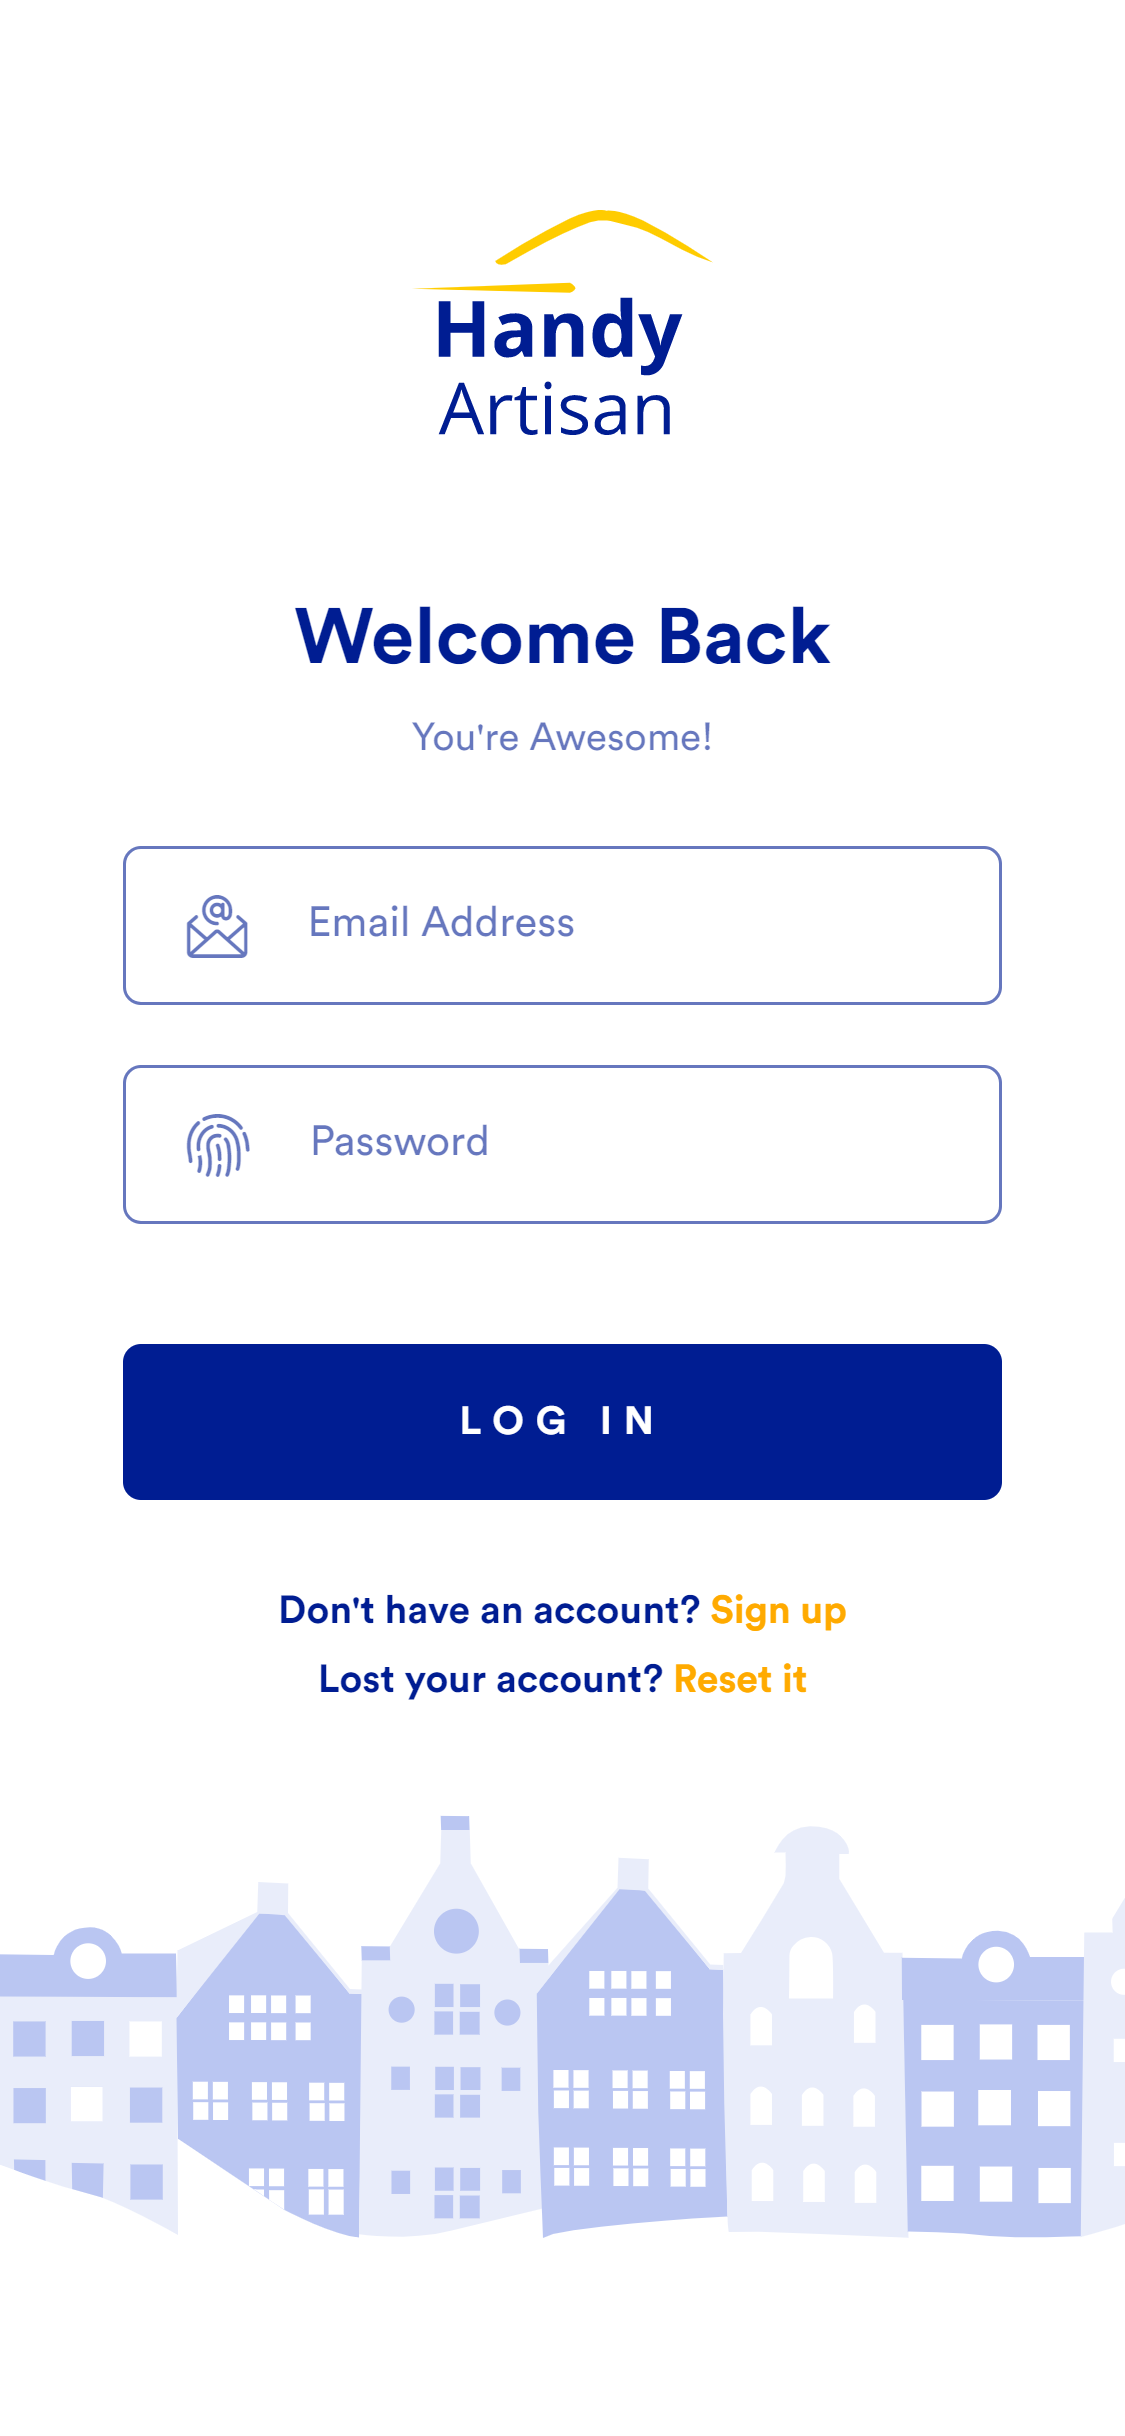 Handy
Artisan
Welcome Back
You're Awesome!
Email Address
Password
LOG IN
Don't have an account? Sign up
Lost your account? Reset it